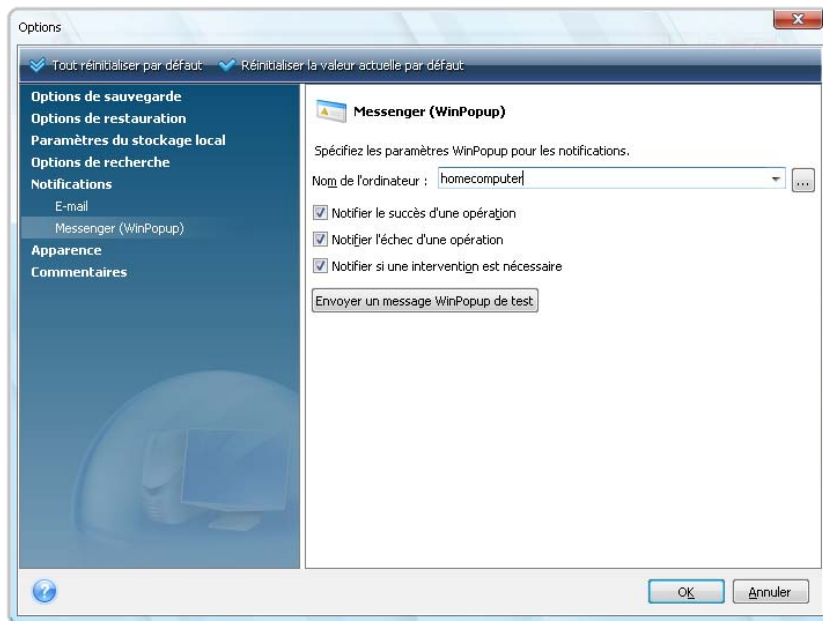 Options
Tout réinitialiser par défaut Réinitialiser la valeur actuelle par défaut
Options de sauvegarde
Options de restauration
Paramètres du stockage local
Options de recherche
Notifications
E-mail
Messenger (WinPopup)
Apparence
Commentaires
Messenger (WinPopup)
Spécifiez les paramètres WinPopup pour les notifications.
Nom de l'ordinateur : homecomputer ...
Notifier le succès d'une opération
Notifier l'échec d'une opération
Notifier si une intervention est nécessaire
Envoyer un message WinPopup de test
OK Annuler